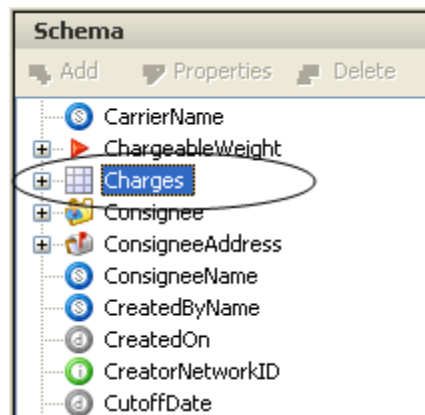 Schema
Add Properties Delete
CarrierName
ChargeableWeight
Charges
Consignee
ConsigneeAddress
ConsigneeName
CreatedByName
CreatedOn
CreatorNetworkID
CutoffDate